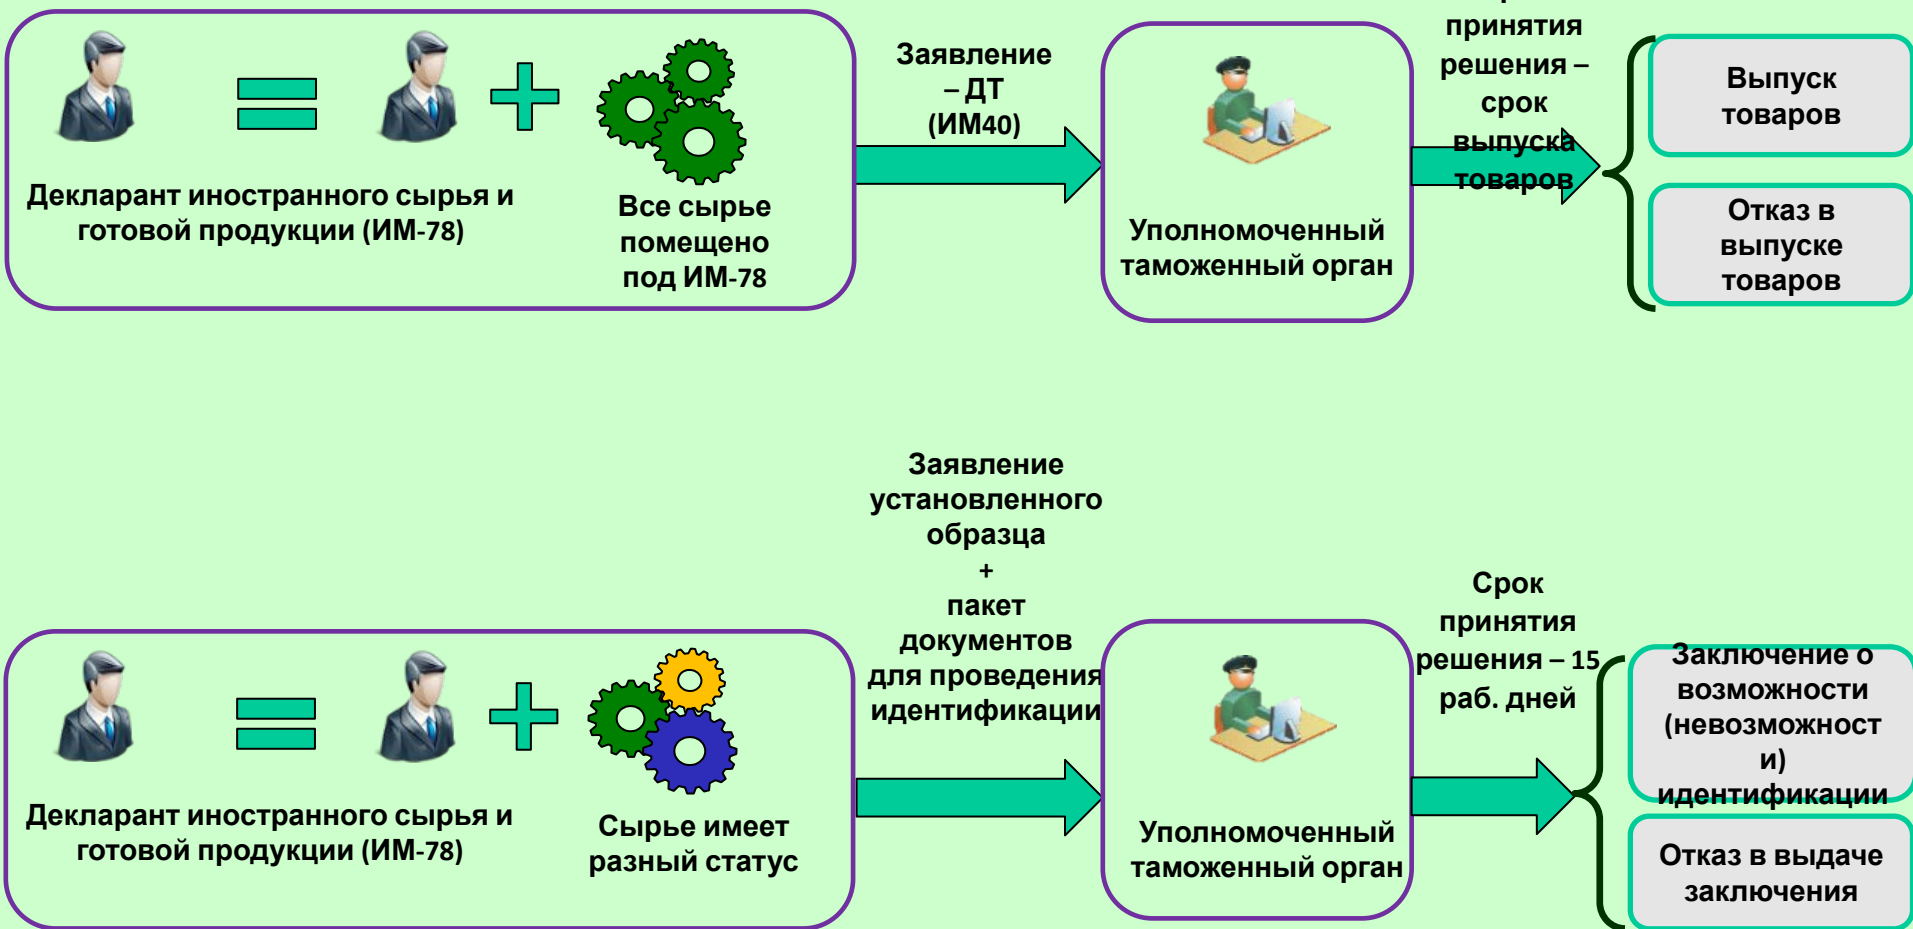 Декларант иностранного сырья и
готовой продукции (ИМ-78)
Все сырье
помещено
под ИМ-78
Заявление
– ДТ
(ИМ40)
Уполномоченный
таможенный орган
принятия
решения –
срок
выпуска
товаров
Выпуск
товаров
Отказ в
выпуске
товаров
Декларант иностранного сырья и
готовой продукции (ИМ-78)
Сырье имеет
разный статус
Заявление
установленного
образца
+
пакет
документов
для проведения
идентификации
Уполномоченный
таможенный орган
Срок
принятия
решения – 15
раб. дней
Заключение о
возможности
(невозможност
и)
идентификации
Отказ в выдаче
заключения